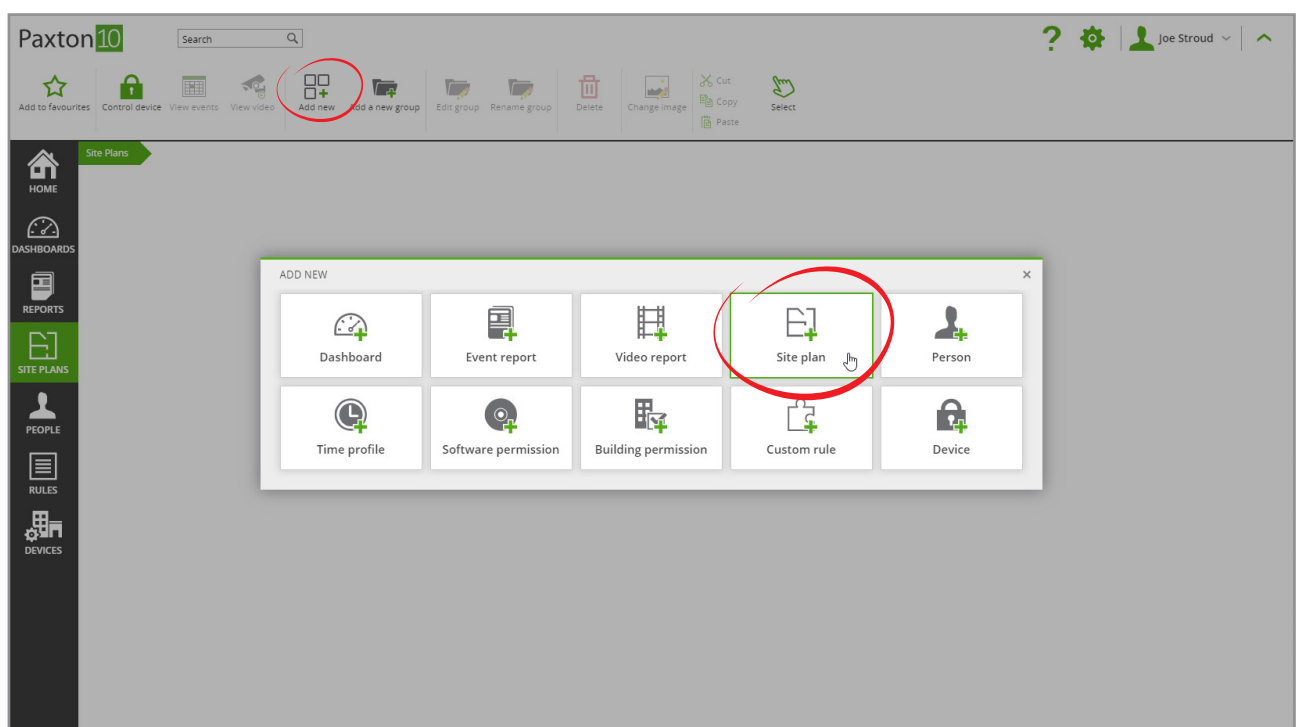 Paxton10
Search
Joe Stroud
Add to favourites
Control device
View events
View video
Add new
Add a new group
Edit group
Rename group
Delete
Change image
Cut
Copy
Paste
Select
Site Plans
HOME
DASHBOARDS
REPORTS
SITE PLANS
PEOPLE
RULES
DEVICES
ADD NEW
Dashboard
Event report
Video report
Site plan
Person
Time profile
Software permission
Building permission
Custom rule
Device